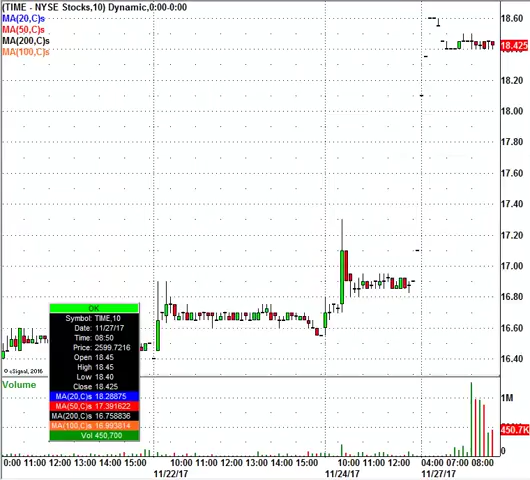 (TIME - NYSE Stocks,10) Dynamic,0:00-0:00
MA(20,C)s
MA(50,C)s
MA(200,C)s
MA(100,C)s
18.60
18.425
18.20
18.00
17.80
17.60
17.40
17.20
17.00
16.80
16.60
16.40
OK
Symbol: TIME,10
Date: 11/27/17
Time: 08:50
Price: 2599.7216
Open 18.45
High 18.45
Low 18.40
Close 18.425
MA(20,C)s 18.28875
MA(50,C)s 17.391622
MA(200,C)s 16.758836
MA(100,C)s 16.993814
Vol 450,700
© eSignal, 2016
Volume
1M
450.7K
0
0:00 11:00 12:00 13:00 14:00 15:00 10:00 11:00 12:00 13:00 14:00 15:00 10:00 11:00 12:00 04:00 07:00 08:00
11/22/17 11/24/17 11/27/17